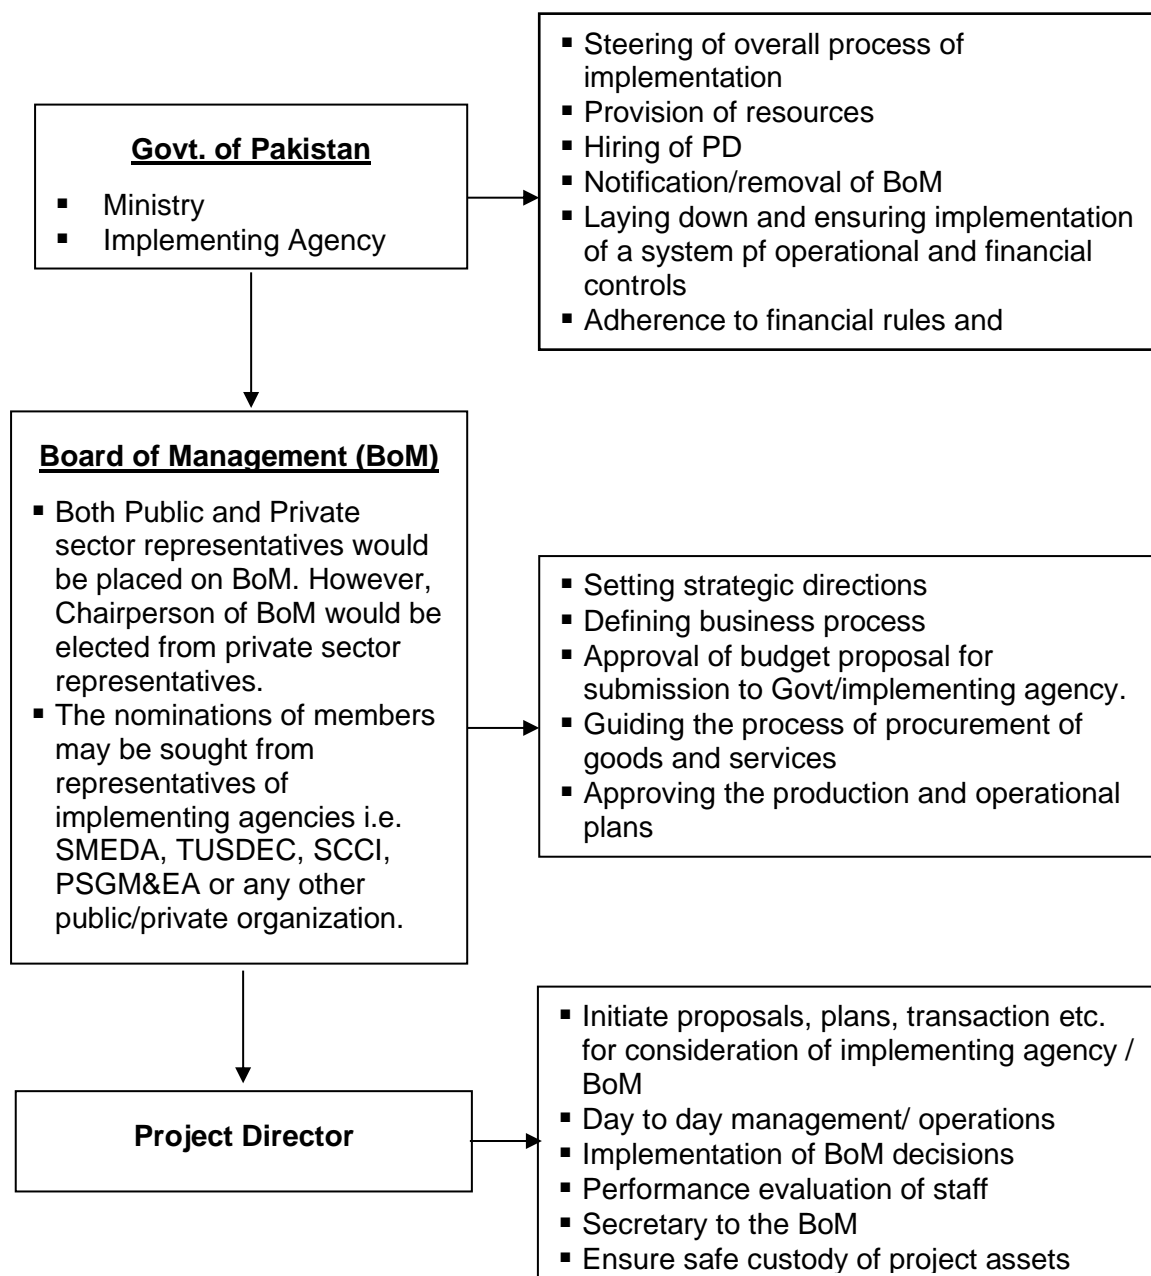 ▪ Steering of overall process of
implementation
▪ Provision of resources
▪ Hiring of PD
▪ Notification/removal of BoM
▪ Laying down and ensuring implementation
of a system pf operational and financial
controls
▪ Adherence to financial rules and
Govt. of Pakistan
▪ Ministry
▪ Implementing Agency
Board of Management (BoM)
▪ Both Public and Private
sector representatives would
be placed on BoM. However,
Chairperson of BoM would be
elected from private sector
representatives.
▪ The nominations of members
may be sought from
representatives of
implementing agencies i.e.
SMEDA, TUSDEC, SCCI,
PSGM&EA or any other
public/private organization.
▪ Setting strategic directions
▪ Defining business process
▪ Approval of budget proposal for
submission to Govt/implementing agency.
▪ Guiding the process of procurement of
goods and services
▪ Approving the production and operational
plans
Project Director
▪ Initiate proposals, plans, transaction etc.
for consideration of implementing agency /
BoM
▪ Day to day management/ operations
▪ Implementation of BoM decisions
▪ Performance evaluation of staff
▪ Secretary to the BoM
▪ Ensure safe custody of project assets